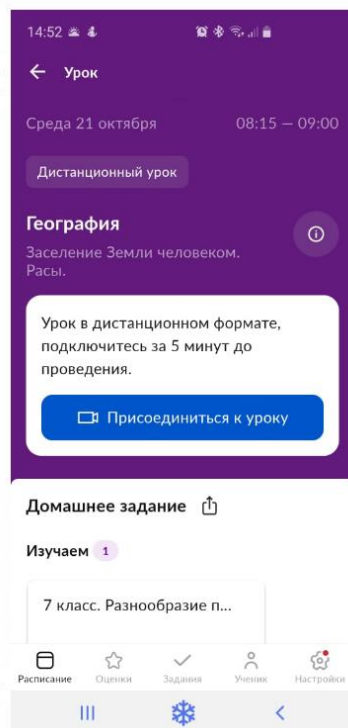 14:52
Урок
Среда 21 октября 08:15 — 09:00
Дистанционный урок
География
Заселение Земли человеком.
Расы.
Урок в дистанционном формате,
подключитесь за 5 минут до
проведения.
Присоединиться к уроку
Домашнее задание
Изучаем 1
7 класс. Разнообразие п...
Расписание Оценки Задания Ученик Настройки